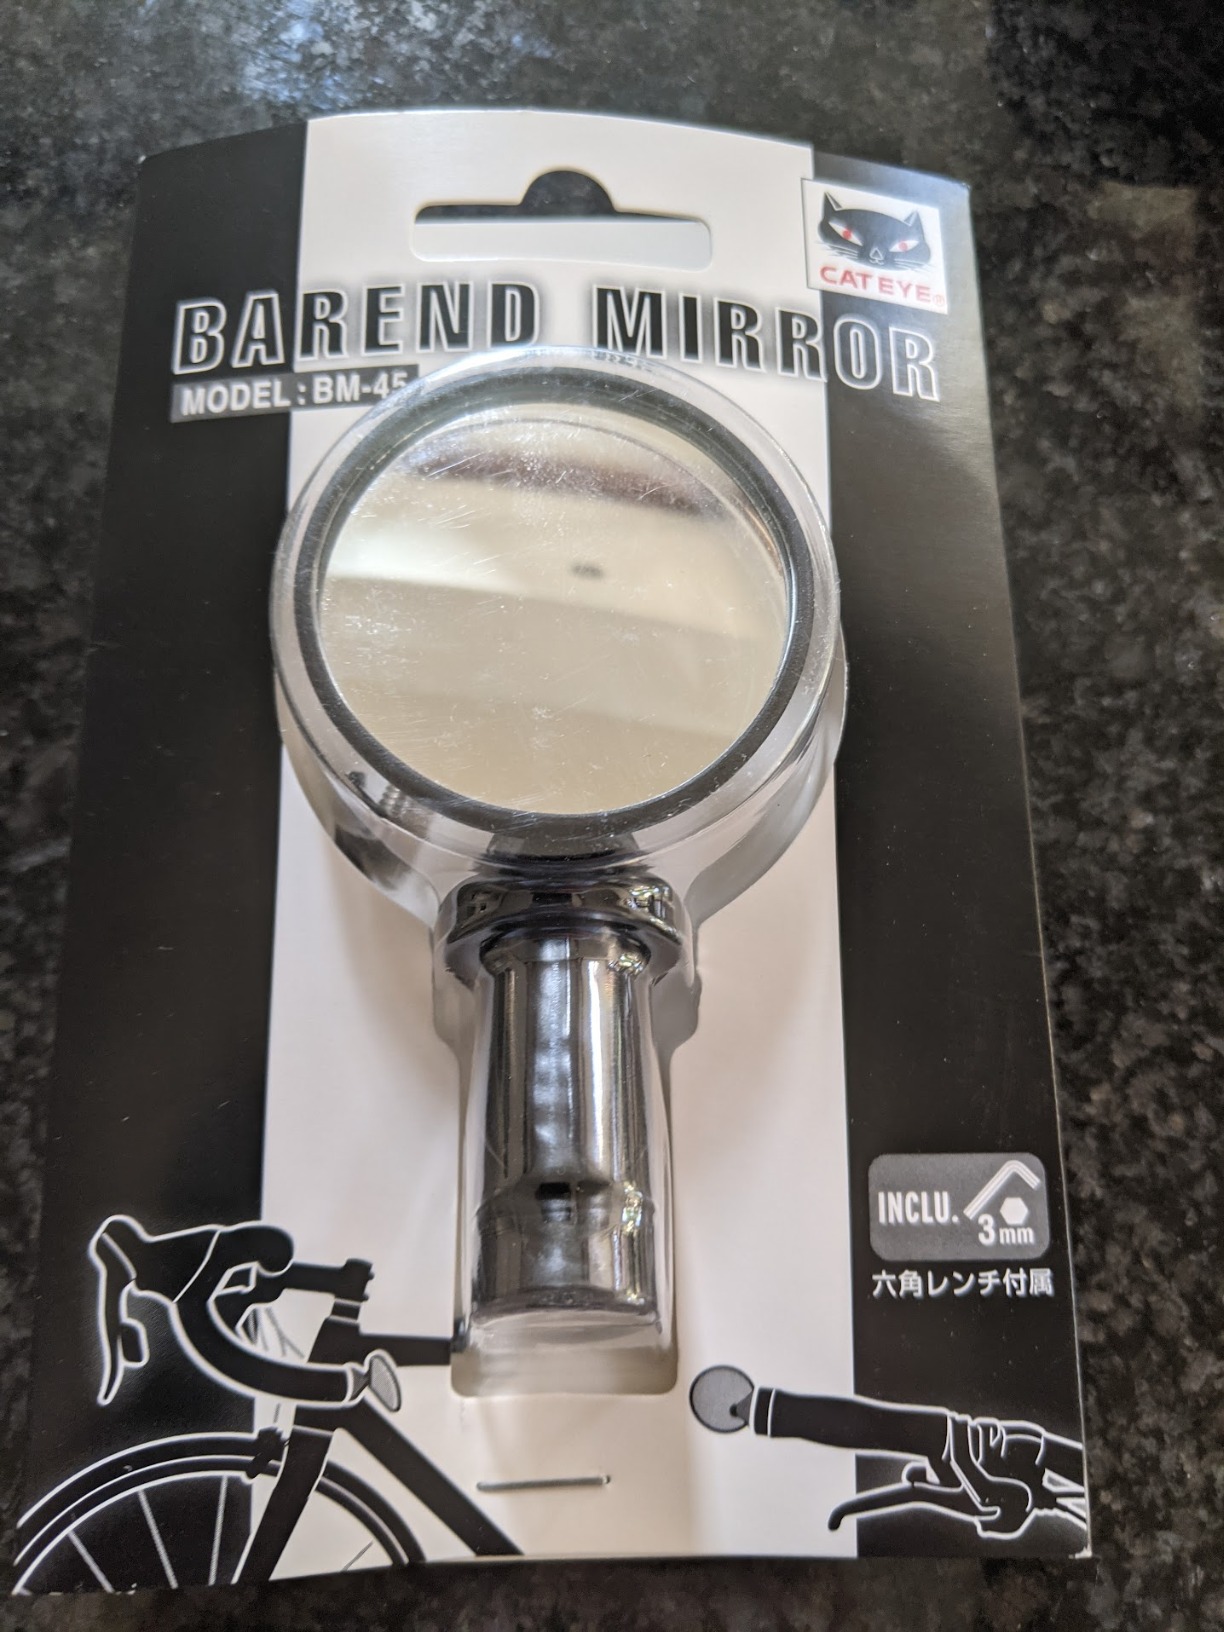 CAT EYE®
BAREND MIRROR
MODEL : BM-45
INCLU.
3mm
六角レンチ付属